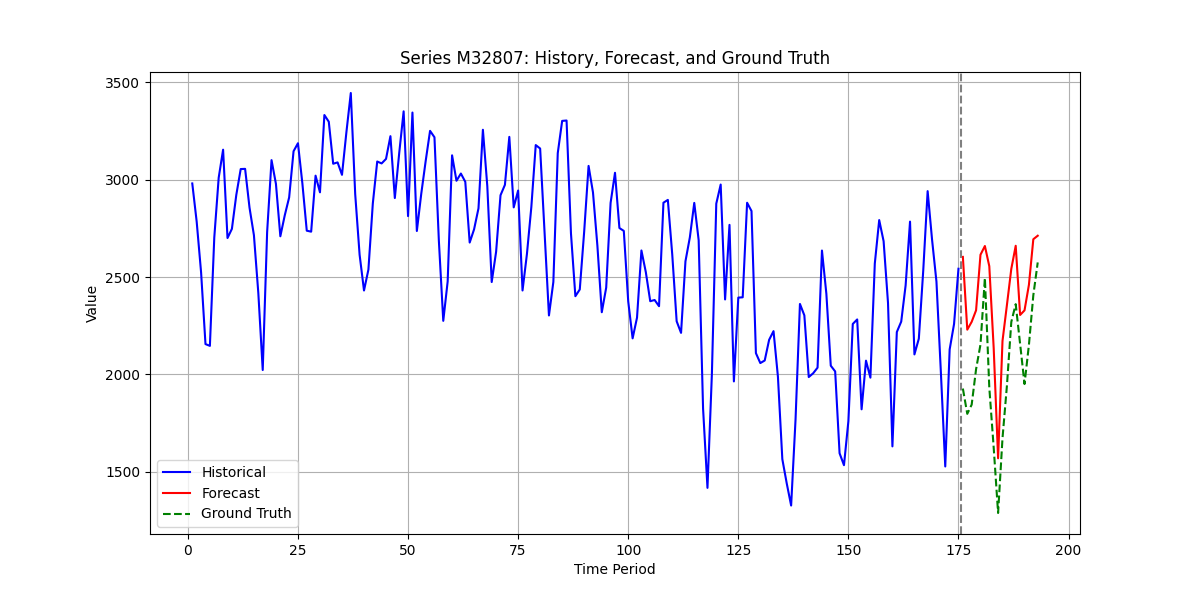 Series M32807: History, Forecast, and Ground Truth
3500
3000
2500
2000
1500
Value
0
25
50
75
100
125
150
175
200
Time Period
Historical
Forecast
Ground Truth